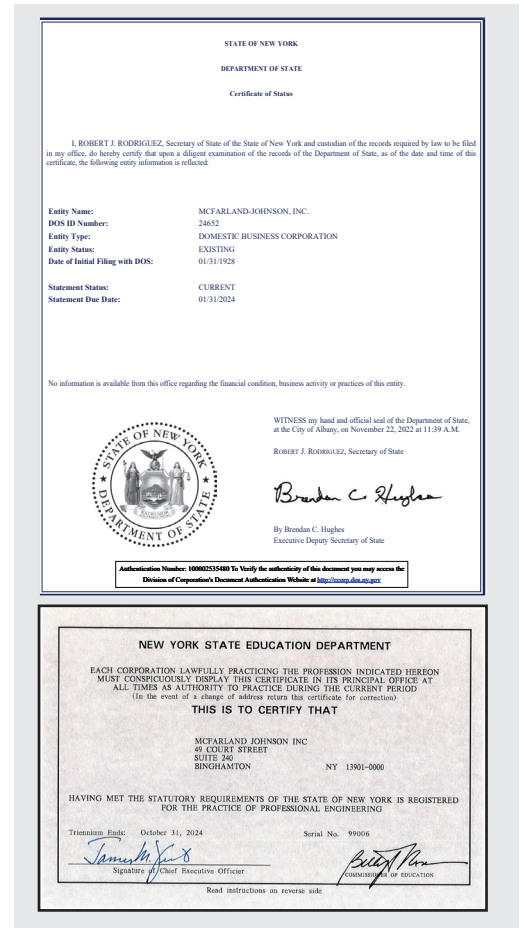 STATE OF NEW YORK
DEPARTMENT OF STATE
Certificate of Status
I, ROBERT J. RODRIGUEZ, Secretary of State of the State of New York and custodian of the records required by law to be filed
in my office, do hereby certify that upon a diligent examination of the records of the Department of State, as of the date and time of this
certificate, the following entity information is reflected:
Entity Name: MCFARLAND-JOHNSON, INC.
DOS ID Number: 24652
Entity Type: DOMESTIC BUSINESS CORPORATION
Entity Status: EXISTING
Date of Initial Filing with DOS: 01/31/1928
Statement Status: CURRENT
Statement Due Date: 01/31/2024
No information is available from this office regarding the financial condition, business activity or practices of this entity.
STATE OF NEW YORK
DEPARTMENT OF STATE
EXCELSIOR
WITNESS my hand and official seal of the Department of State,
at the City of Albany, on November 22, 2022 at 11:39 A.M.
ROBERT J. RODRIGUEZ, Secretary of State
Brendan C. Hughes
By Brendan C. Hughes
Executive Deputy Secretary of State
Authentication Number: 100002535480 To Verify the authenticity of this document you may access the
Division of Corporation's Document Authentication Website at http://ecorp.dos.ny.gov
NEW YORK STATE EDUCATION DEPARTMENT
EACH CORPORATION LAWFULLY PRACTICING THE PROFESSION INDICATED HEREON
MUST CONSPICUOUSLY DISPLAY THIS CERTIFICATE IN ITS PRINCIPAL OFFICE AT
ALL TIMES AS AUTHORITY TO PRACTICE DURING THE CURRENT PERIOD
(In the event of a change of address return this certificate for correction)
THIS IS TO CERTIFY THAT
MCFARLAND JOHNSON INC
49 COURT STREET
SUITE 240
BINGHAMTON NY 13901-0000
HAVING MET THE STATUTORY REQUIREMENTS OF THE STATE OF NEW YORK IS REGISTERED
FOR THE PRACTICE OF PROFESSIONAL ENGINEERING
Triennium Ends: October 31, 2024 Serial No. 99006
James M.
Signature of Chief Executive Officier
COMMISSIONER OF EDUCATION
Read instructions on reverse side